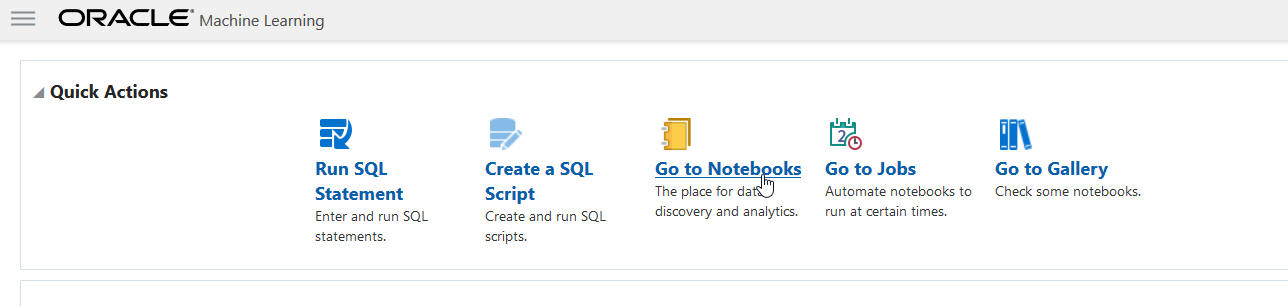 ORACLE® Machine Learning
Quick Actions
Run SQL
Statement
Enter and run SQL
statements.
Create a SQL
Script
Create and run SQL
scripts.
Go to Notebooks
The place for data
discovery and analytics.
Go to Jobs
2
Automate notebooks to
run at certain times.
Go to Gallery
Check some notebooks.